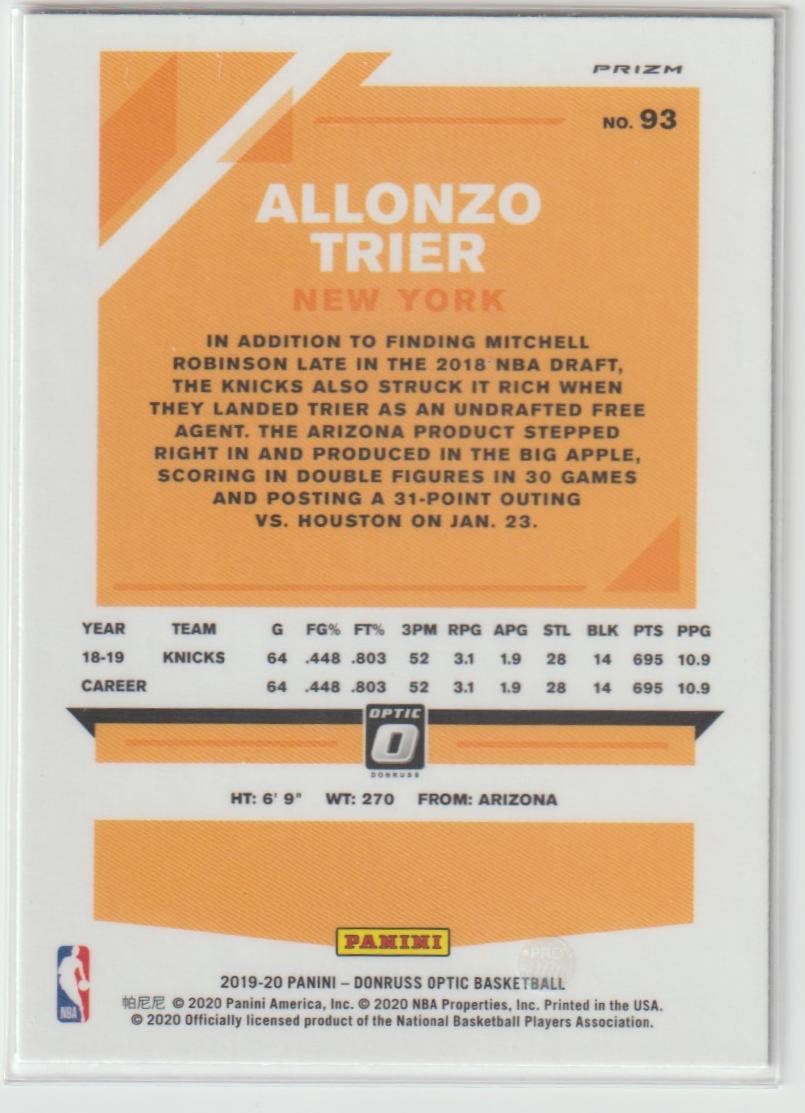 PRIZM
NO. 93
ALLONZO
TRIER
NEW YORK
IN ADDITION TO FINDING MITCHELL
ROBINSON LATE IN THE 2018 NBA DRAFT,
THE KNICKS ALSO STRUCK IT RICH WHEN
THEY LANDED TRIER AS AN UNDRAFTED FREE
AGENT. THE ARIZONA PRODUCT STEPPED
RIGHT IN AND PRODUCED IN THE BIG APPLE,
SCORING IN DOUBLE FIGURES IN 30 GAMES
AND POSTING A 31-POINT OUTING
VS. HOUSTON ON JAN. 23.
YEAR TEAM G FG% FT% 3PM RPG APG STL BLK PTS PPG
18-19 KNICKS 64 .448 .803 52 3.1 1.9 28 14 695 10.9
CAREER 64 .448 .803 52 3.1 1.9 28 14 695 10.9
OPTIC
O
DONRUSS
HT: 6' 9" WT: 270 FROM: ARIZONA
PANINI
NBA
2019-20 PANINI – DONRUSS OPTIC BASKETBALL
帕尼尼 © 2020 Panini America, Inc. © 2020 NBA Properties, Inc. Printed in the USA.
© 2020 Officially licensed product of the National Basketball Players Association.